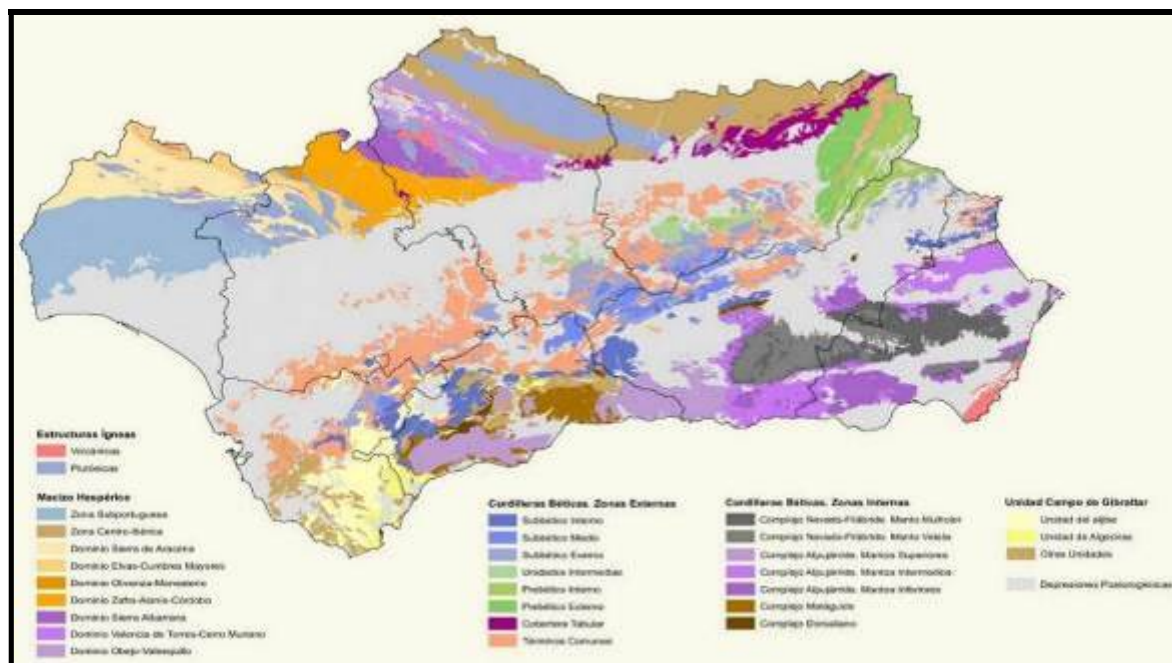 Estructuras Ígneas
Volcánicas
Plutónicas
Macizo Hespérico
Zona Subportuguesa
Zona Centro-Ibérica
Dominio Sierra de Aracena
Dominio Elvas-Cumbres Mayores
Dominio Olivenza-Monesterio
Dominio Zafra-Alanís-Córdoba
Dominio Sierra Albarrana
Dominio Valencia de Torres-Cerro Muriano
Dominio Obejo-Valsequillo
Cordilleras Béticas. Zonas Externas
Subbético Interno
Subbético Medio
Subbético Externo
Unidades Intermedias
Prebético Interno
Prebético Externo
Cobertera Tabular
Términos Comunes
Cordilleras Béticas. Zonas Internas
Complejo Nevado-Filábride. Manto Mulhacén
Complejo Nevado-Filábride. Manto Veleta
Complejo Alpujárride. Mantos Superiores
Complejo Alpujárride. Mantos Intermedios
Complejo Alpujárride. Mantos Inferiores
Complejo Maláguide
Complejo Dorsaliano
Unidad Campo de Gibraltar
Unidad del Aljibe
Unidad de Algeciras
Otras Unidades
Depresiones Postorogénicas